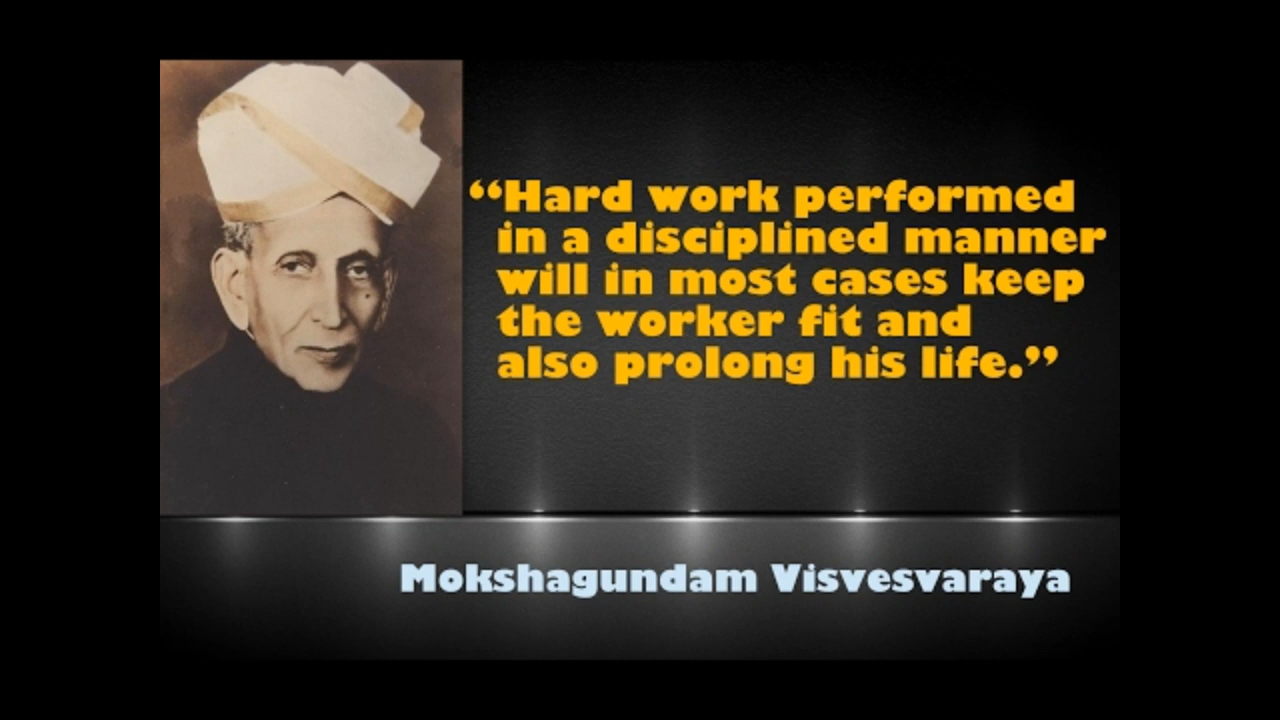 “Hard work performed
in a disciplined manner
will in most cases keep
the worker fit and
also prolong his life.”
Mokshagundam Visvesvaraya